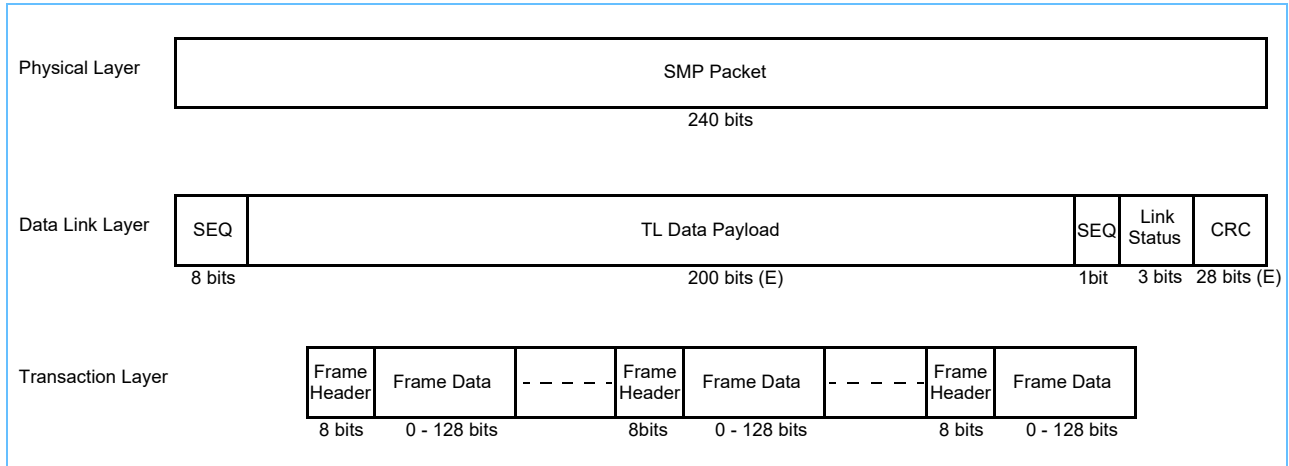 Physical Layer
SMP Packet
240 bits
Data Link Layer
SEQ
TL Data Payload
SEQ
Link
Status
CRC
8 bits
200 bits (E)
1bit
3 bits
28 bits (E)
Transaction Layer
Frame
Header
Frame Data
Frame
Header
Frame Data
Frame
Header
Frame Data
8 bits
0 - 128 bits
8bits
0 - 128 bits
8 bits
0 - 128 bits